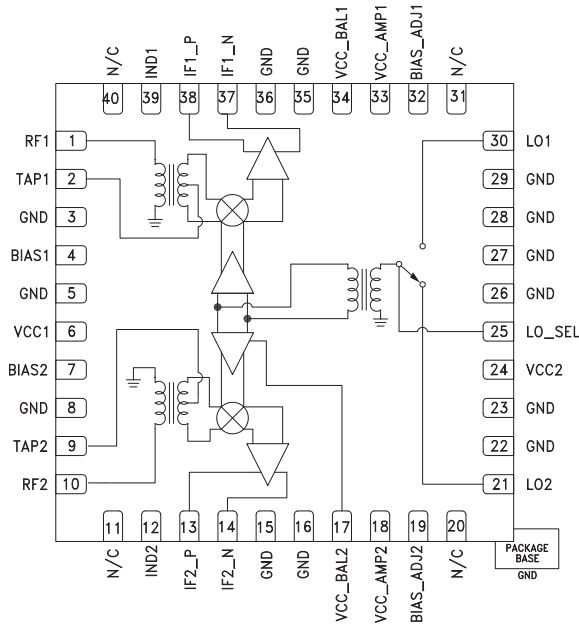 N/C
IND1
IF1_P
IF1_N
GND
GND
VCC_BAL1
VCC_AMP1
BIAS_ADJ1
N/C
40
39
38
37
36
35
34
33
32
31
RF1 1
TAP1 2
GND 3
BIAS1 4
GND 5
VCC1 6
BIAS2 7
GND 8
TAP2 9
RF2 10
30 LO1
29 GND
28 GND
27 GND
26 GND
25 LO_SEL
24 VCC2
23 GND
22 GND
21 LO2
11
12
13
14
15
16
17
18
19
20
N/C
IND2
IF2_P
IF2_N
GND
GND
VCC_BAL2
VCC_AMP2
BIAS_ADJ2
N/C
PACKAGE
BASE
GND